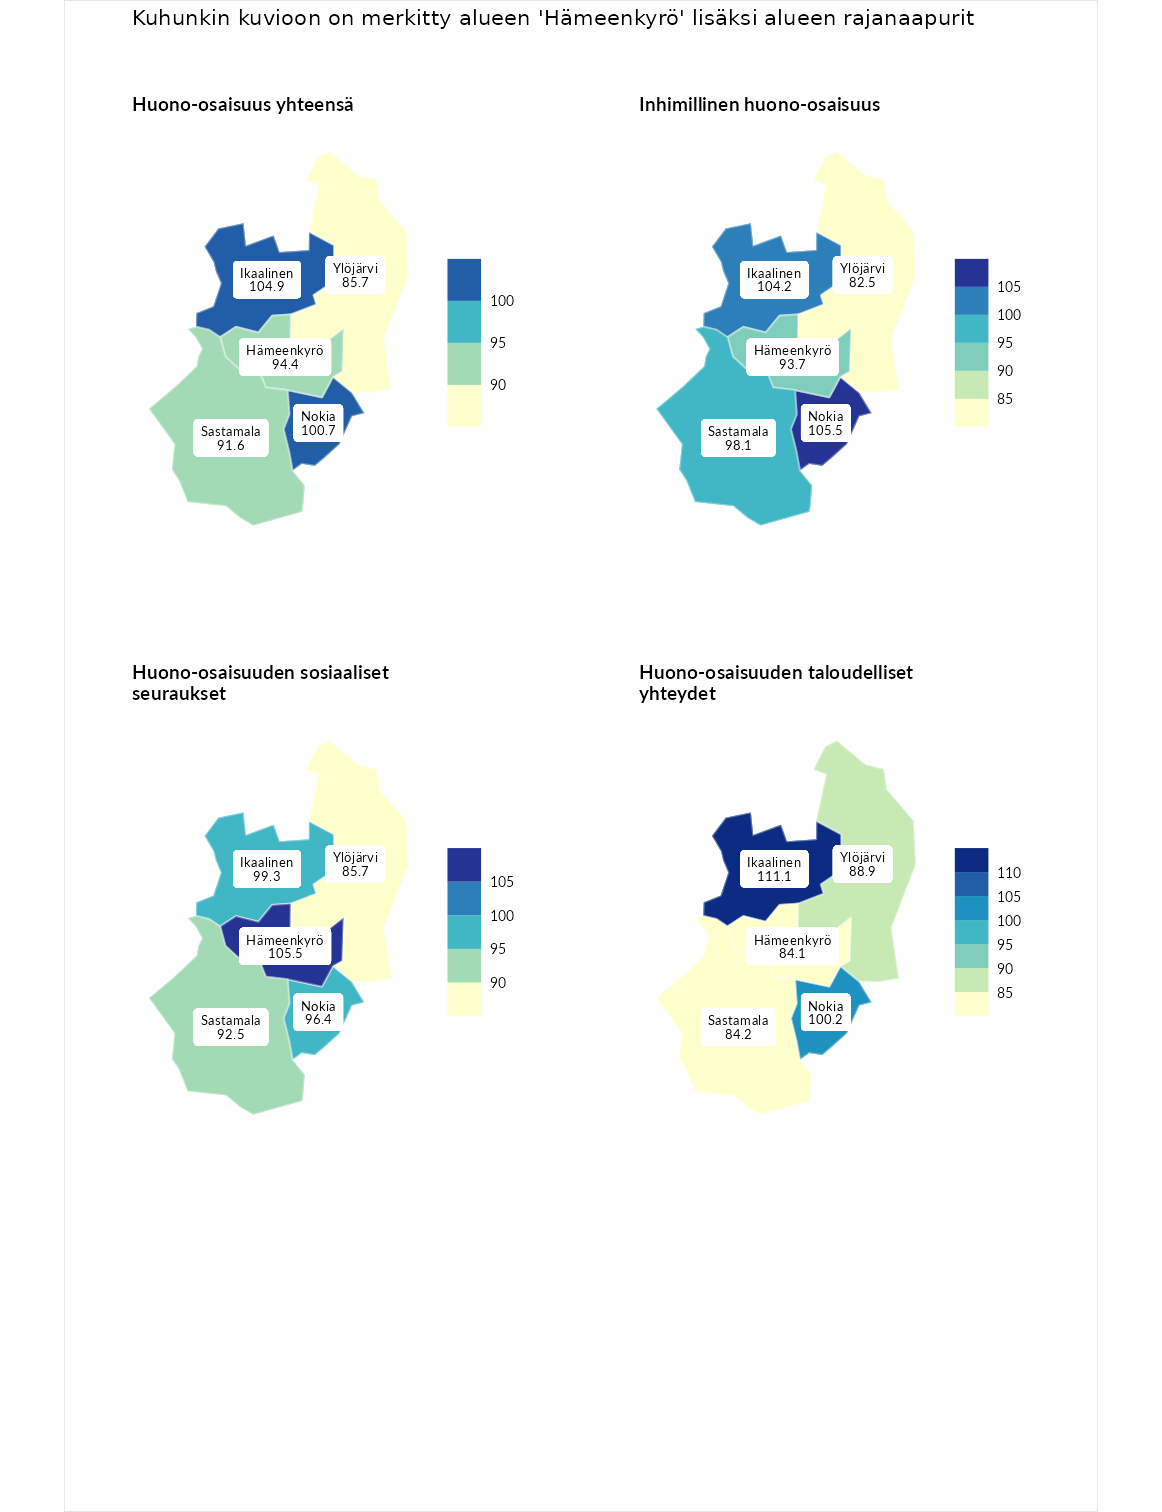 Kuhunkin kuvioon on merkitty alueen 'Hämeenkyrö' lisäksi alueen rajanaapurit
Huono-osaisuus yhteensä
Ikaalinen
104.9
Ylöjärvi
85.7
Hämeenkyrö
94.4
Nokia
100.7
Sastamala
91.6
100
95
90
Inhimillinen huono-osaisuus
Ikaalinen
104.2
Ylöjärvi
82.5
Hämeenkyrö
93.7
Nokia
105.5
Sastamala
98.1
105
100
95
90
85
Huono-osaisuuden sosiaaliset
seuraukset
Ikaalinen
99.3
Ylöjärvi
85.7
Hämeenkyrö
105.5
Nokia
96.4
Sastamala
92.5
105
100
95
90
Huono-osaisuuden taloudelliset
yhteydet
Ikaalinen
111.1
Ylöjärvi
88.9
Hämeenkyrö
84.1
Nokia
100.2
Sastamala
84.2
110
105
100
95
90
85